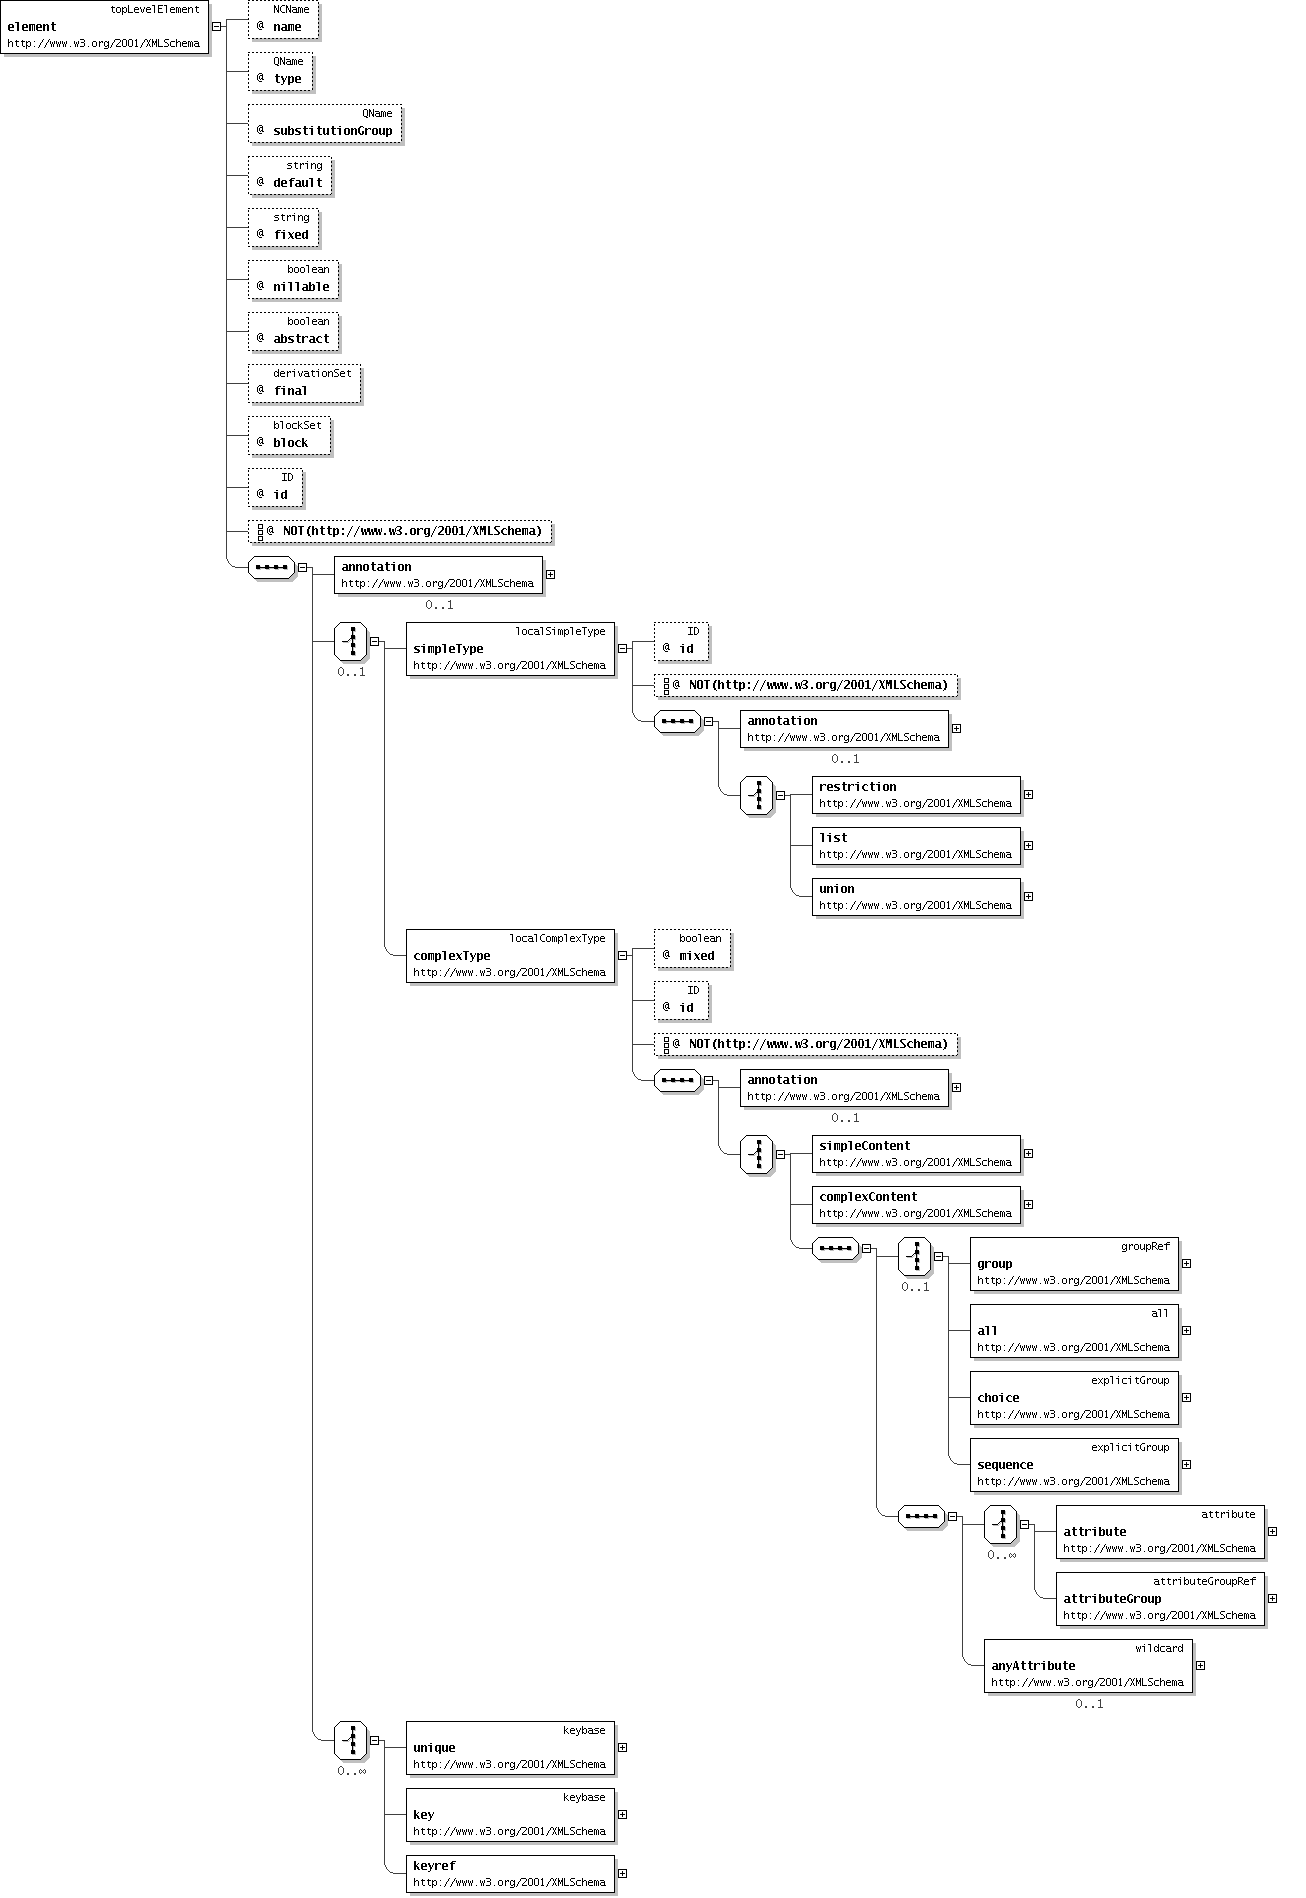 topLevelElement
element
http://www.w3.org/2001/XMLSchema
NCName
@ name
QName
@ type
QName
@ substitutionGroup
string
@ default
string
@ fixed
boolean
@ nillable
boolean
@ abstract
derivationSet
@ final
blockSet
@ block
ID
@ id
@ NOT(http://www.w3.org/2001/XMLSchema)
annotation
http://www.w3.org/2001/XMLSchema
0..1
0..1
localSimpleType
simpleType
http://www.w3.org/2001/XMLSchema
ID
@ id
@ NOT(http://www.w3.org/2001/XMLSchema)
annotation
http://www.w3.org/2001/XMLSchema
0..1
restriction
http://www.w3.org/2001/XMLSchema
list
http://www.w3.org/2001/XMLSchema
union
http://www.w3.org/2001/XMLSchema
localComplexType
complexType
http://www.w3.org/2001/XMLSchema
boolean
@ mixed
ID
@ id
@ NOT(http://www.w3.org/2001/XMLSchema)
annotation
http://www.w3.org/2001/XMLSchema
0..1
simpleContent
http://www.w3.org/2001/XMLSchema
complexContent
http://www.w3.org/2001/XMLSchema
0..1
groupRef
group
http://www.w3.org/2001/XMLSchema
all
all
http://www.w3.org/2001/XMLSchema
explicitGroup
choice
http://www.w3.org/2001/XMLSchema
explicitGroup
sequence
http://www.w3.org/2001/XMLSchema
0..∞
attribute
attribute
http://www.w3.org/2001/XMLSchema
attributeGroupRef
attributeGroup
http://www.w3.org/2001/XMLSchema
wildcard
anyAttribute
http://www.w3.org/2001/XMLSchema
0..1
0..∞
keybase
unique
http://www.w3.org/2001/XMLSchema
keybase
key
http://www.w3.org/2001/XMLSchema
keyref
http://www.w3.org/2001/XMLSchema